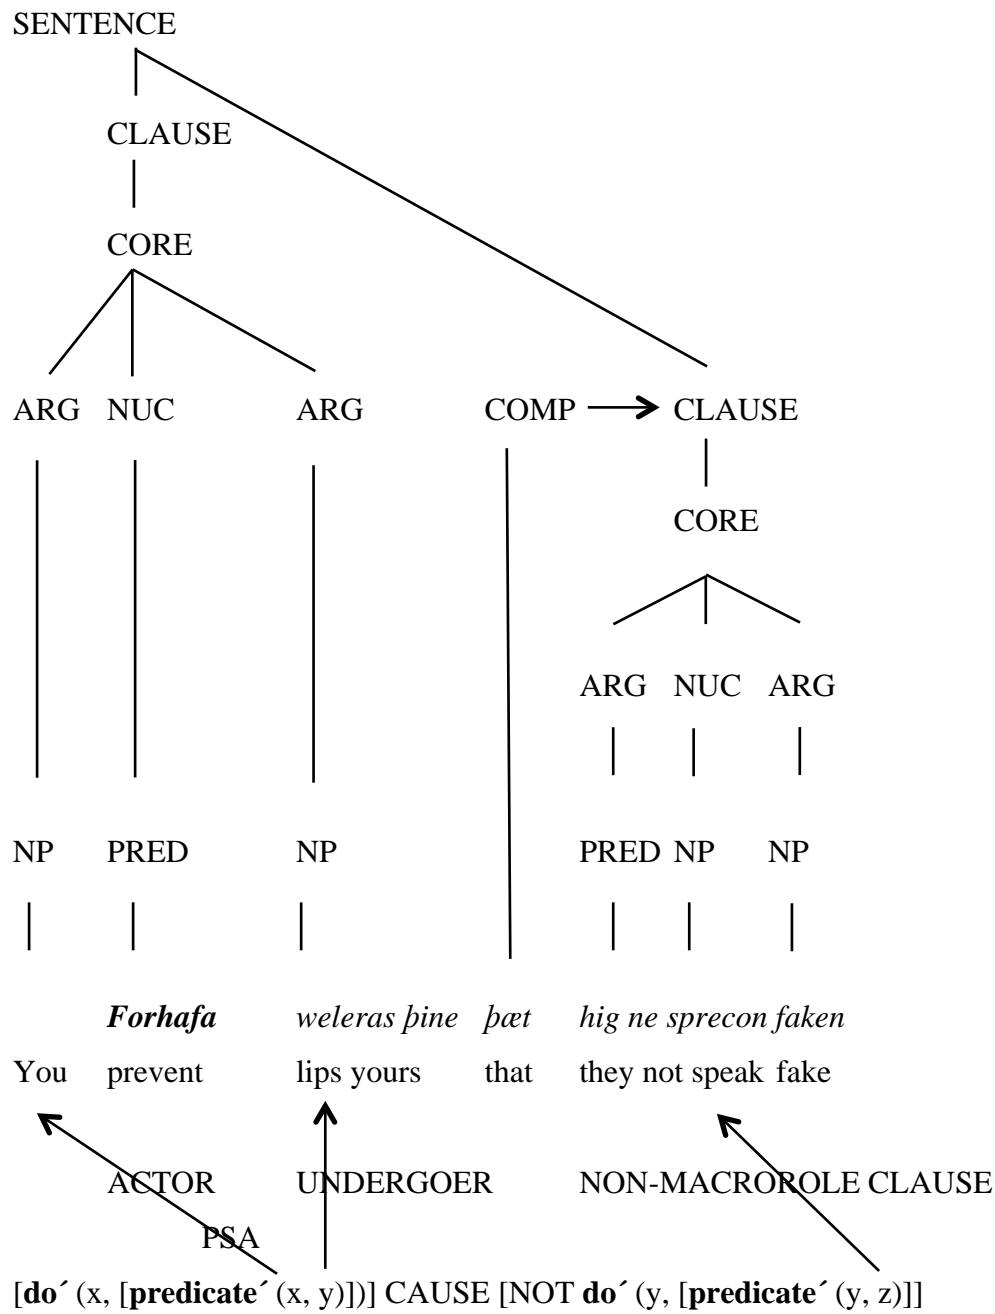 SENTENCE
CLAUSE
CORE
ARG NUC ARG COMP CLAUSE
CORE
ARG NUC ARG
NP PRED NP PRED NP NP
Forhafa weleras þine þæt hig ne sprecon faken
You prevent lips yours that they not speak fake
ACTOR UNDERGOER NON-MACROROLE CLAUSE
PSA
[do´ (x, [predicate´ (x, y)])] CAUSE [NOT do´ (y, [predicate´ (y, z)]]